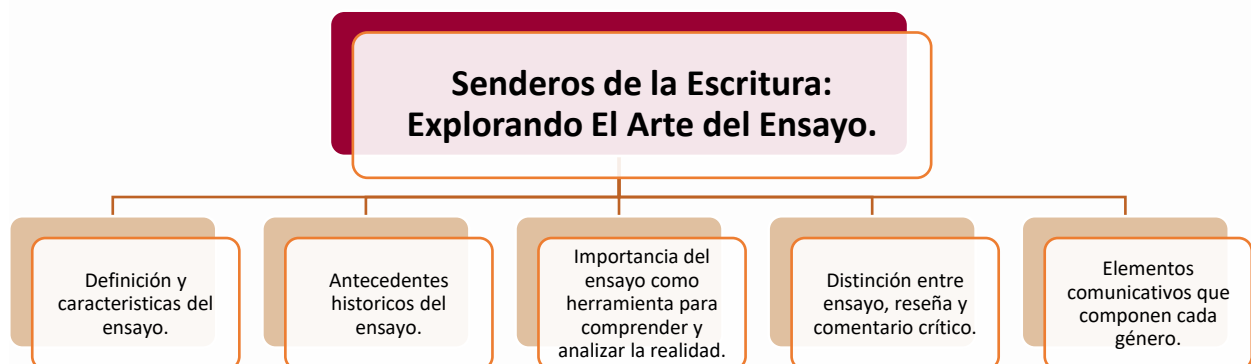 Senderos de la Escritura:
Explorando El Arte del Ensayo.
Definición y
caracteristicas del
ensayo.
Antecedentes
historicos del
ensayo.
Importancia del
ensayo como
herramienta para
comprender y
analizar la realidad.
Distinción entre
ensayo, reseña y
comentario crítico.
Elementos
comunicativos que
componen cada
género.